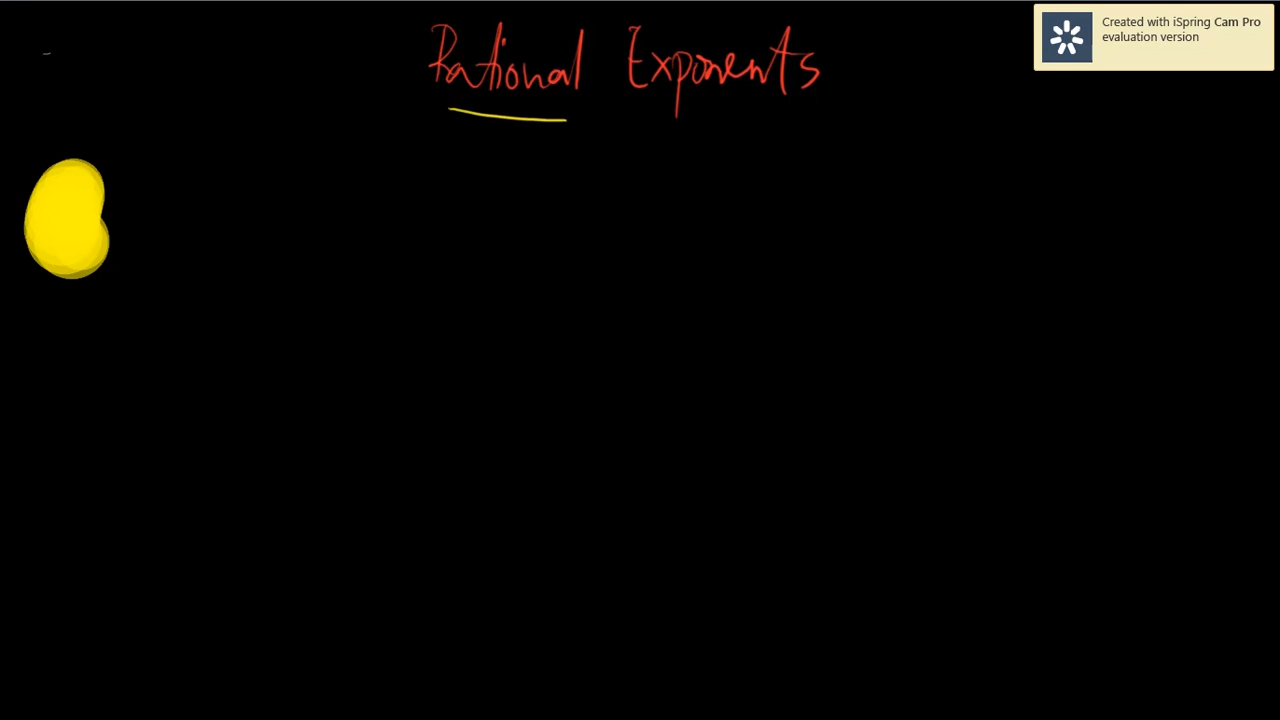 Rational Exponents
Created with iSpring Cam Pro
evaluation version